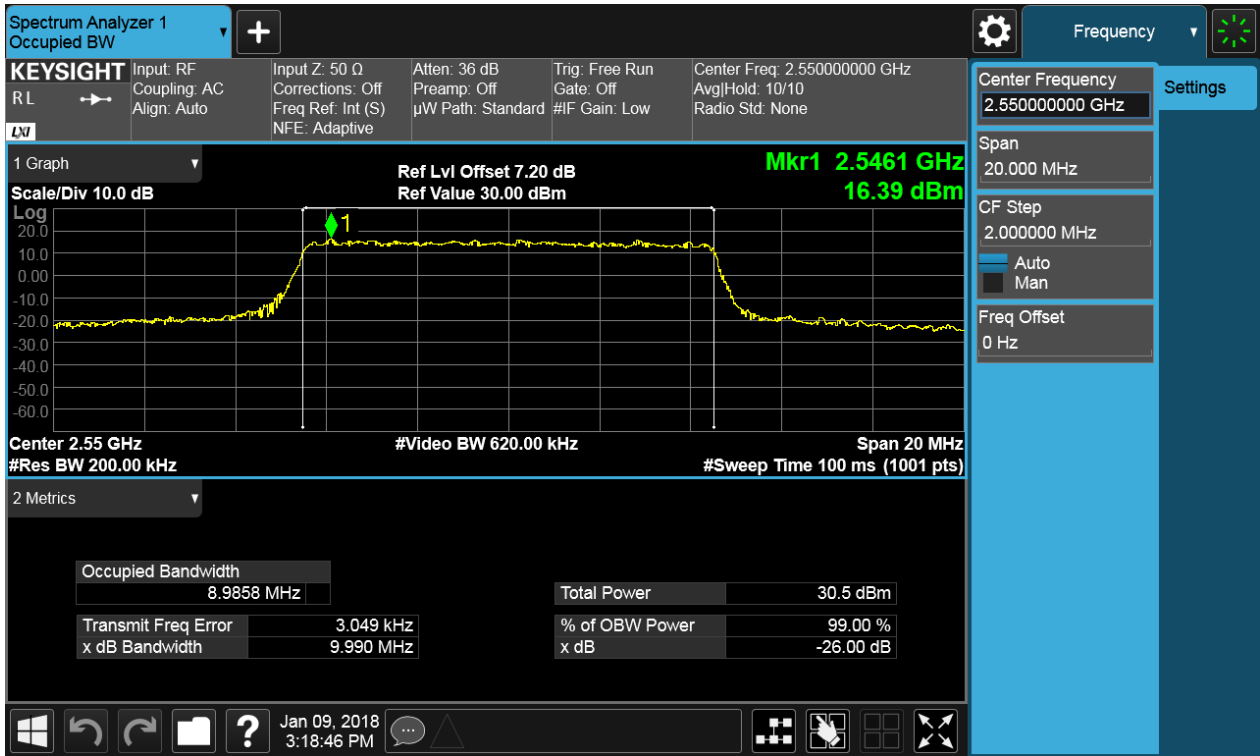 Spectrum Analyzer 1
Occupied BW
+
Frequency
KEYSIGHT
RL
LXI
Input: RF
Coupling: AC
Align: Auto
Input Z: 50 Ω
Corrections: Off
Freq Ref: Int (S)
NFE: Adaptive
Atten: 36 dB
Preamp: Off
µW Path: Standard
Trig: Free Run
Gate: Off
#IF Gain: Low
Center Freq: 2.550000000 GHz
Avg|Hold: 10/10
Radio Std: None
1 Graph
Scale/Div 10.0 dB
Ref Lvl Offset 7.20 dB
Ref Value 30.00 dBm
Mkr1 2.5461 GHz
16.39 dBm
Log
20.0
10.0
0.00
-10.0
-20.0
-30.0
-40.0
-50.0
-60.0
1
Center 2.55 GHz
#Video BW 620.00 kHz
Span 20 MHz
#Res BW 200.00 kHz
#Sweep Time 100 ms (1001 pts)
2 Metrics
Occupied Bandwidth
8.9858 MHz
Transmit Freq Error 3.049 kHz
x dB Bandwidth 9.990 MHz
Total Power 30.5 dBm
% of OBW Power 99.00 %
x dB -26.00 dB
Center Frequency
2.550000000 GHz
Span
20.000 MHz
CF Step
2.000000 MHz
Auto
Man
Freq Offset
0 Hz
Settings
?
Jan 09, 2018
3:18:46 PM